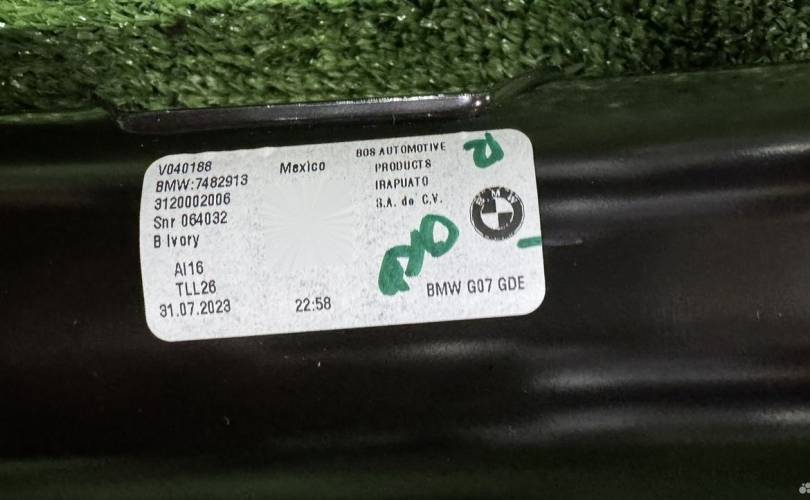 V040188
BMW:7482913
3120002006
Snr 064032
B Ivory
AI16
TLL26
31.07.2023
Mexico
22:58
BOS AUTOMOTIVE
PRODUCTS
IRAPUATO
S.A. de C.V.
BMW
BMW G07 GDE